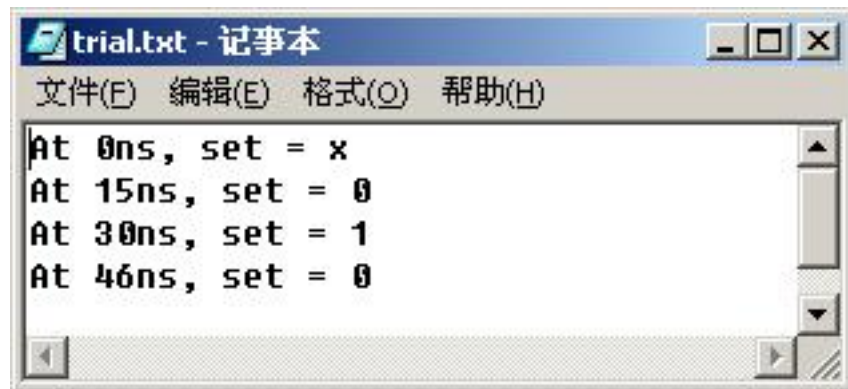 trial.txt - 记事本
文件(F) 编辑(E) 格式(O) 帮助(H)
At 0ns, set = x
At 15ns, set = 0
At 30ns, set = 1
At 46ns, set = 0